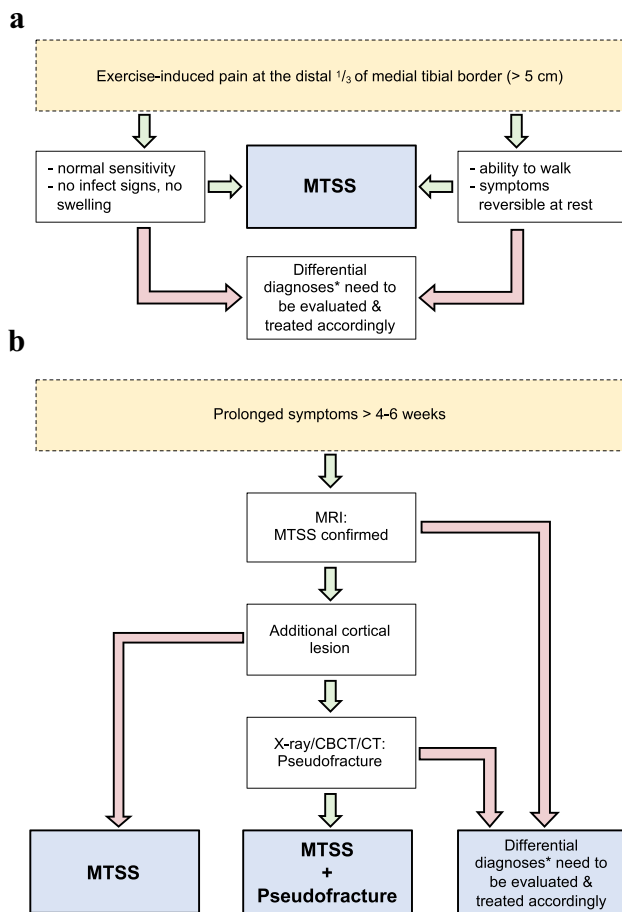 a
Exercise-induced pain at the distal 1/3 of medial tibial border (> 5 cm)
- normal sensitivity
- no infect signs, no
swelling
MTSS
- ability to walk
- symptoms
reversible at rest
Differential
diagnoses* need to
be evaluated &
treated accordingly
b
Prolonged symptoms > 4-6 weeks
MRI:
MTSS confirmed
Additional cortical
lesion
X-ray/CBCT/CT:
Pseudofracture
MTSS
MTSS
+
Pseudofracture
Differential
diagnoses* need to
be evaluated &
treated accordingly